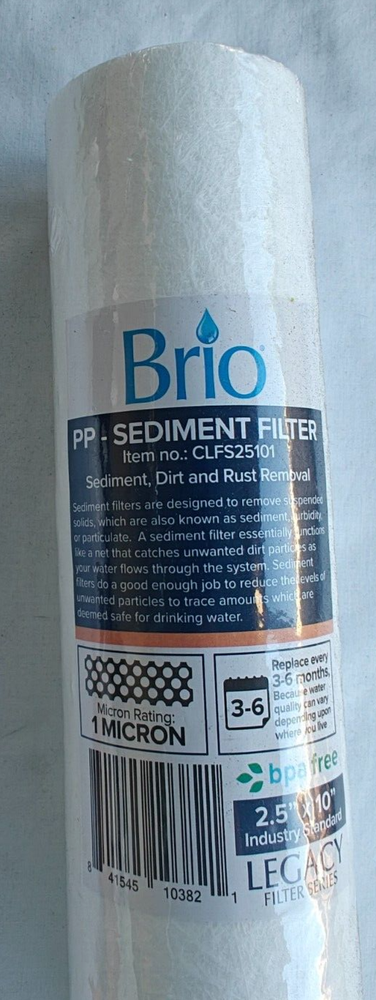 Brio
PP - SEDIMENT FILTER
Item no.: CLFS25101
Sediment, Dirt and Rust Removal
Sediment filters are designed to remove suspended
solids, which are also known as sediment, turbidity,
or particulate. A sediment filter essentially functions
like a net that catches unwanted dirt particles as
your water flows through the system. Sediment
filters do a good enough job to reduce the levels of
unwanted particles to trace amounts which are
deemed safe for drinking water.
Micron Rating:
1 MICRON
3-6
Replace every
3-6 months,
Because water
quality can vary
depending upon
where you live
bpa free
2.5" X 10"
Industry Standard
LEGACY
FILTER SERIES
8 41545 10382 1